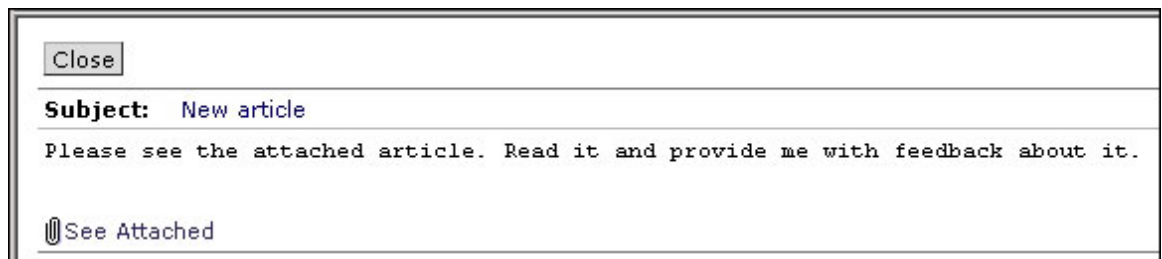 Close
Subject: New article
Please see the attached article. Read it and provide me with feedback about it.
See Attached